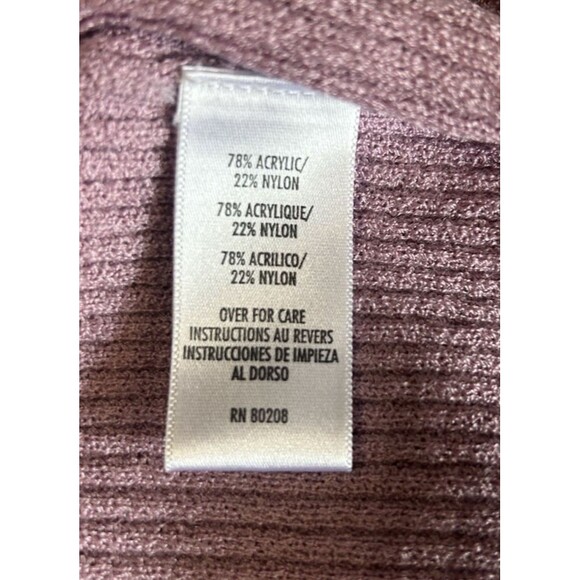 78% ACRYLIC/
22% NYLON
78% ACRYLIQUE/
22% NYLON
78% ACRILICO/
22% NYLON
OVER FOR CARE
INSTRUCTIONS AU REVERS
INSTRUCCIONES DE IMPIEZA
AL DORSO
RN 80208